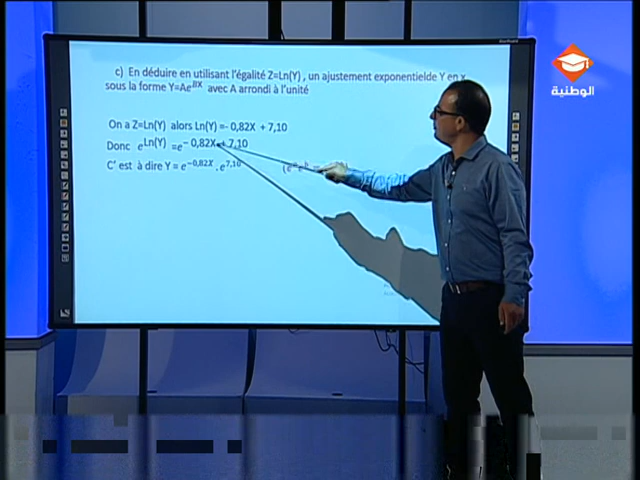 c) En déduire en utilisant l'égalité Z=Ln(Y) , un ajustement exponentielde Y en x
sous la forme Y=Ae^BX avec A arrondi à l'unité
On a Z=Ln(Y) alors Ln(Y) =- 0,82X + 7,10
Donc e^Ln(Y) =e^- 0,82X+ 7,10
C' est à dire Y = e^-0,82X . e^7,10
الوطنية